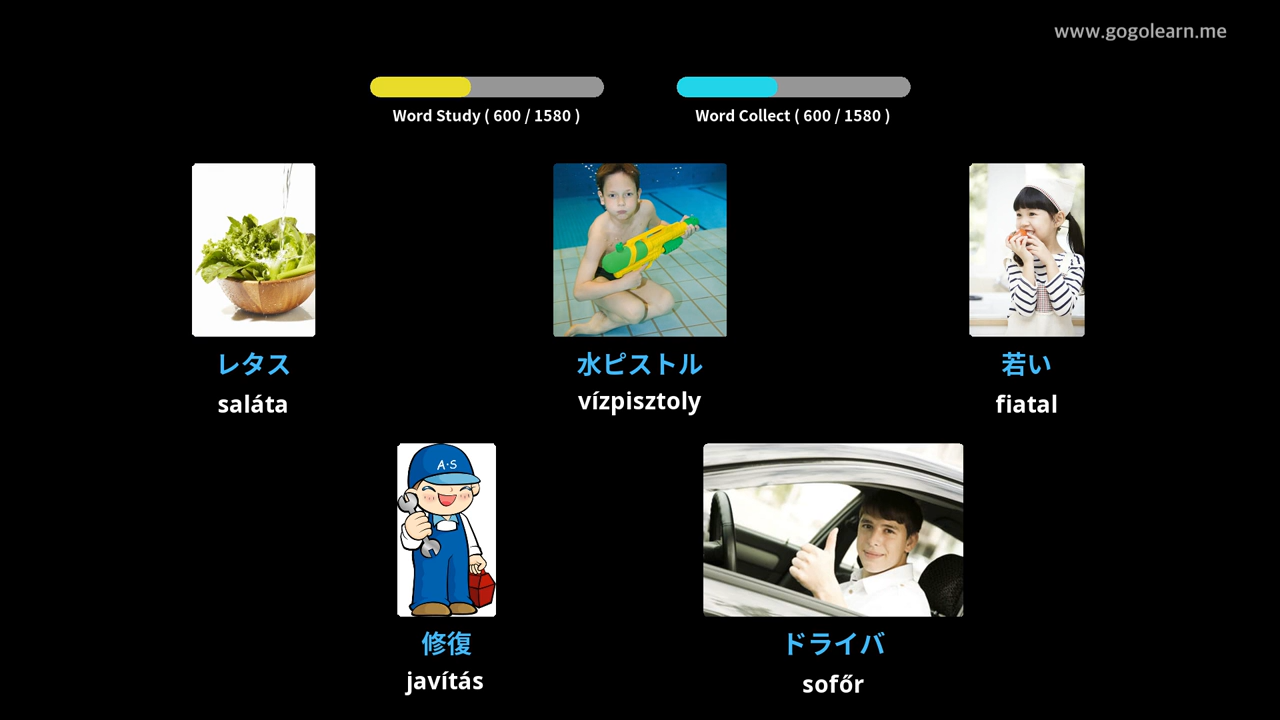 www.gogolearn.me
Word Study ( 600 / 1580 )
Word Collect ( 600 / 1580 )
レタス
saláta
水ピストル
vízpisztoly
若い
fiatal
A·S
修復
javítás
ドライバ
sofőr